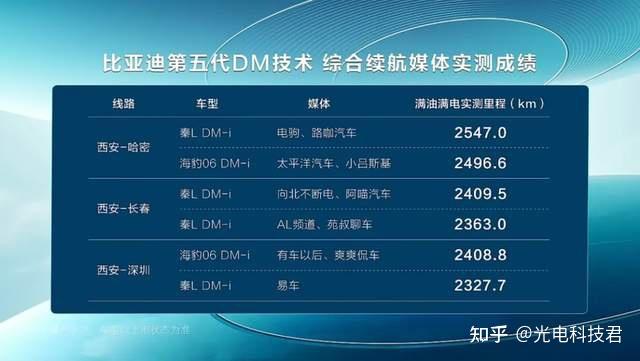 比亚迪第五代DM技术 综合续航媒体实测成绩
线路 车型 媒体 满油满电实测里程（km）
西安-哈密
秦L DM-i 电驹、路咖汽车 2547.0
海豹06 DM-i 太平洋汽车、小吕斯基 2496.6
西安-长春
秦L DM-i 向北不断电、阿喵汽车 2409.5
秦L DM-i AL频道、苑叔聊车 2363.0
西安-深圳
海豹06 DM-i 有车以后、爽爽侃车 2408.8
秦L DM-i 易车 2327.7
状态为准
知乎 @光电科技君